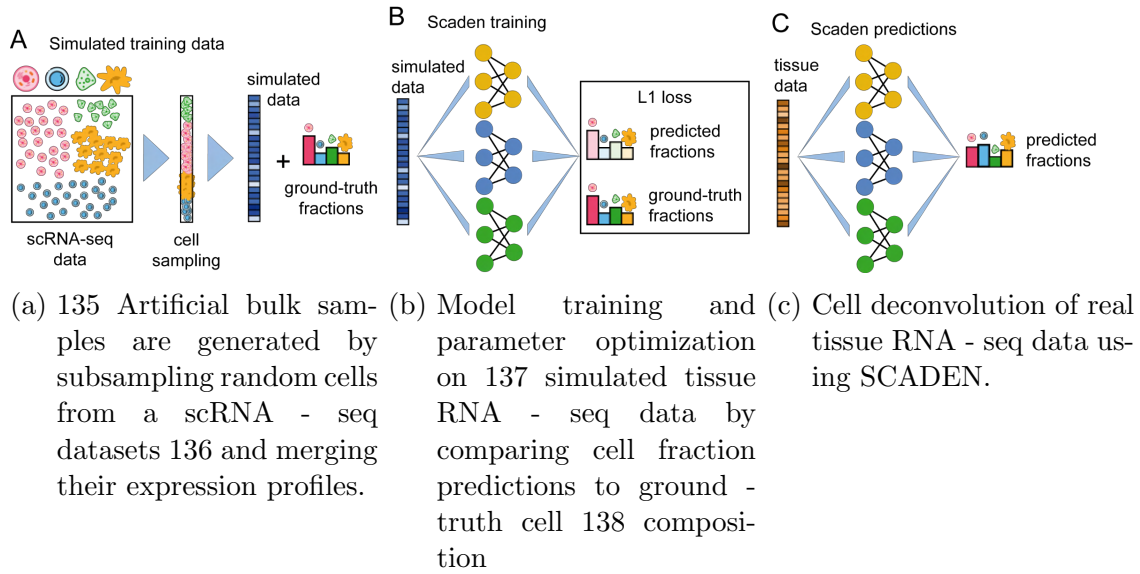 A
Simulated training data
simulated
data
+
ground-truth
fractions
scRNA-seq
data
cell
sampling
B
Scaden training
simulated
data
L1 loss
predicted
fractions
ground-truth
fractions
C
Scaden predictions
tissue
data
predicted
fractions
(a) 135 Artificial bulk sam-
ples are generated by
subsampling random cells
from a scRNA - seq
datasets 136 and merging
their expression profiles.
(b) Model training and
parameter optimization
on 137 simulated tissue
RNA - seq data by
comparing cell fraction
predictions to ground -
truth cell 138 composi-
tion
(c) Cell deconvolution of real
tissue RNA - seq data us-
ing SCADEN.